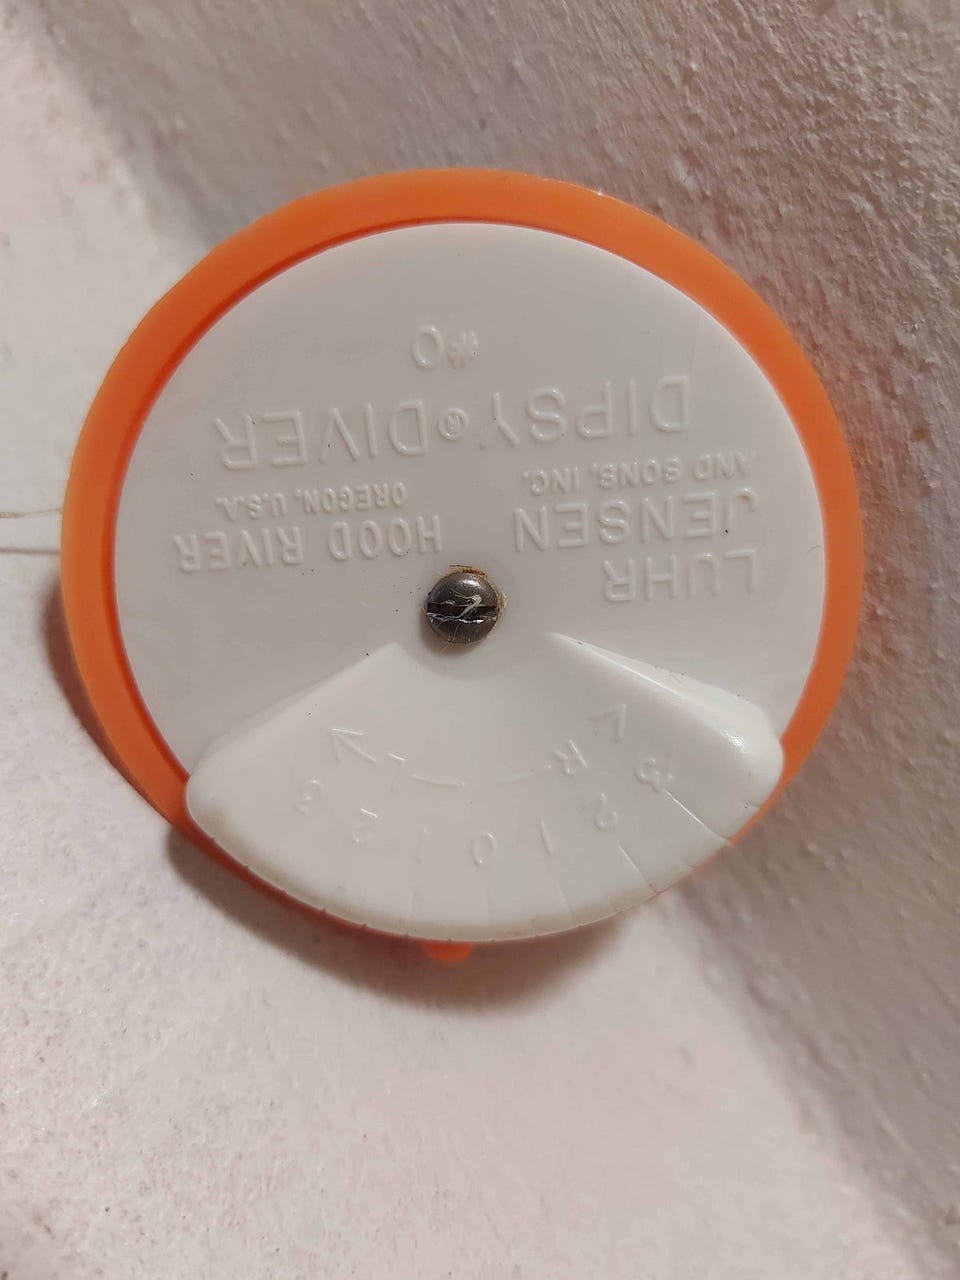 LUHR
JENSEN
AND SONS, INC.
HOOD RIVER
OREGON, U.S.A.
DIPSY® DIVER
#0
L R
3 2 1 0 1 2 3